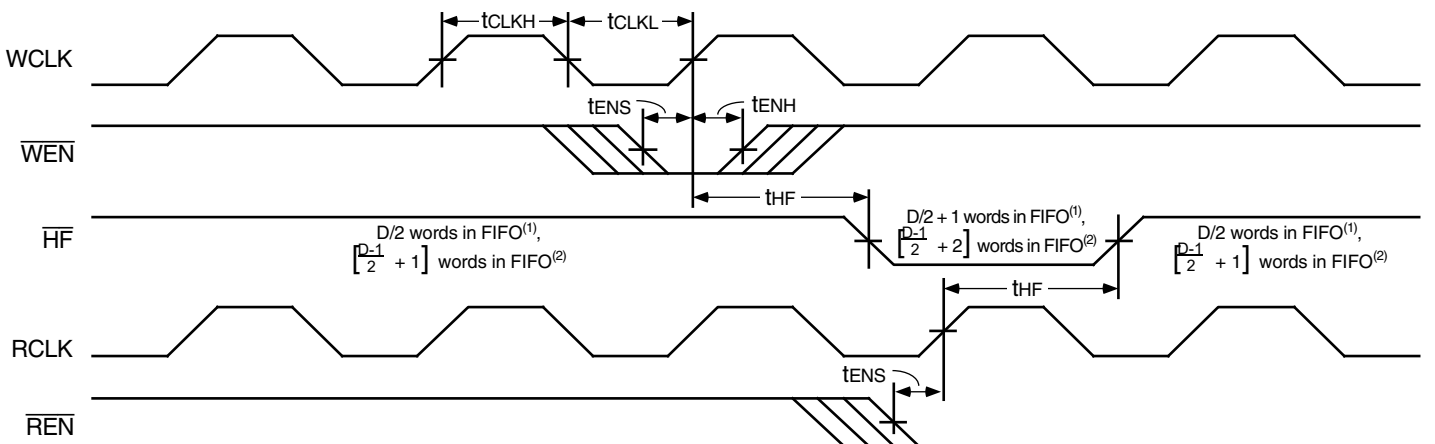 tCLKH
tCLKL
WCLK
tENS
tENH
WEN
tHF
HF
D/2 words in FIFO(1),
[D-1/2 + 1] words in FIFO(2)
D/2 + 1 words in FIFO(1),
[D-1/2 + 2] words in FIFO(2)
D/2 words in FIFO(1),
[D-1/2 + 1] words in FIFO(2)
tHF
RCLK
tENS
REN